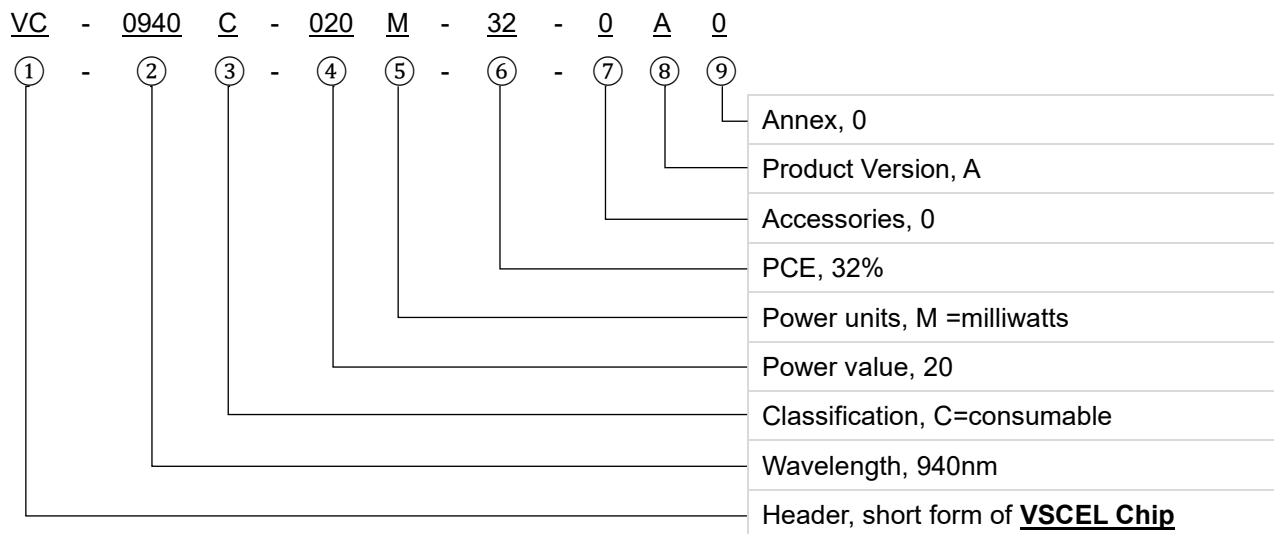 VC - 0940 C - 020 M - 32 - 0 A 0
① - ② ③ - ④ ⑤ - ⑥ - ⑦ ⑧ ⑨
Annex, 0
Product Version, A
Accessories, 0
PCE, 32%
Power units, M =milliwatts
Power value, 20
Classification, C=consumable
Wavelength, 940nm
Header, short form of VSCEL Chip